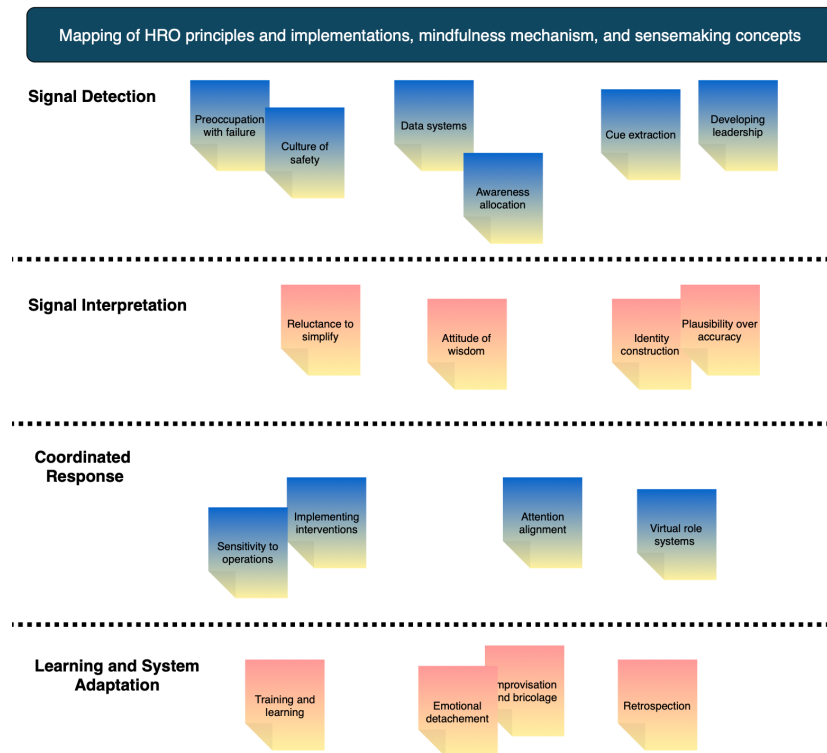 Mapping of HRO principles and implementations, mindfulness mechanism, and sensemaking concepts
Signal Detection
Preoccupation
with failure
Culture of
safety
Data systems
Awareness
allocation
Cue extraction
Developing
leadership
Signal Interpretation
Reluctance to
simplify
Attitude of
wisdom
Identity
construction
Plausibility over
accuracy
Coordinated
Response
Sensitivity to
operations
Implementing
interventions
Attention
alignment
Virtual role
systems
Learning and System
Adaptation
Training and
learning
Emotional
detachement
mprovisation
nd bricolage
Retrospection